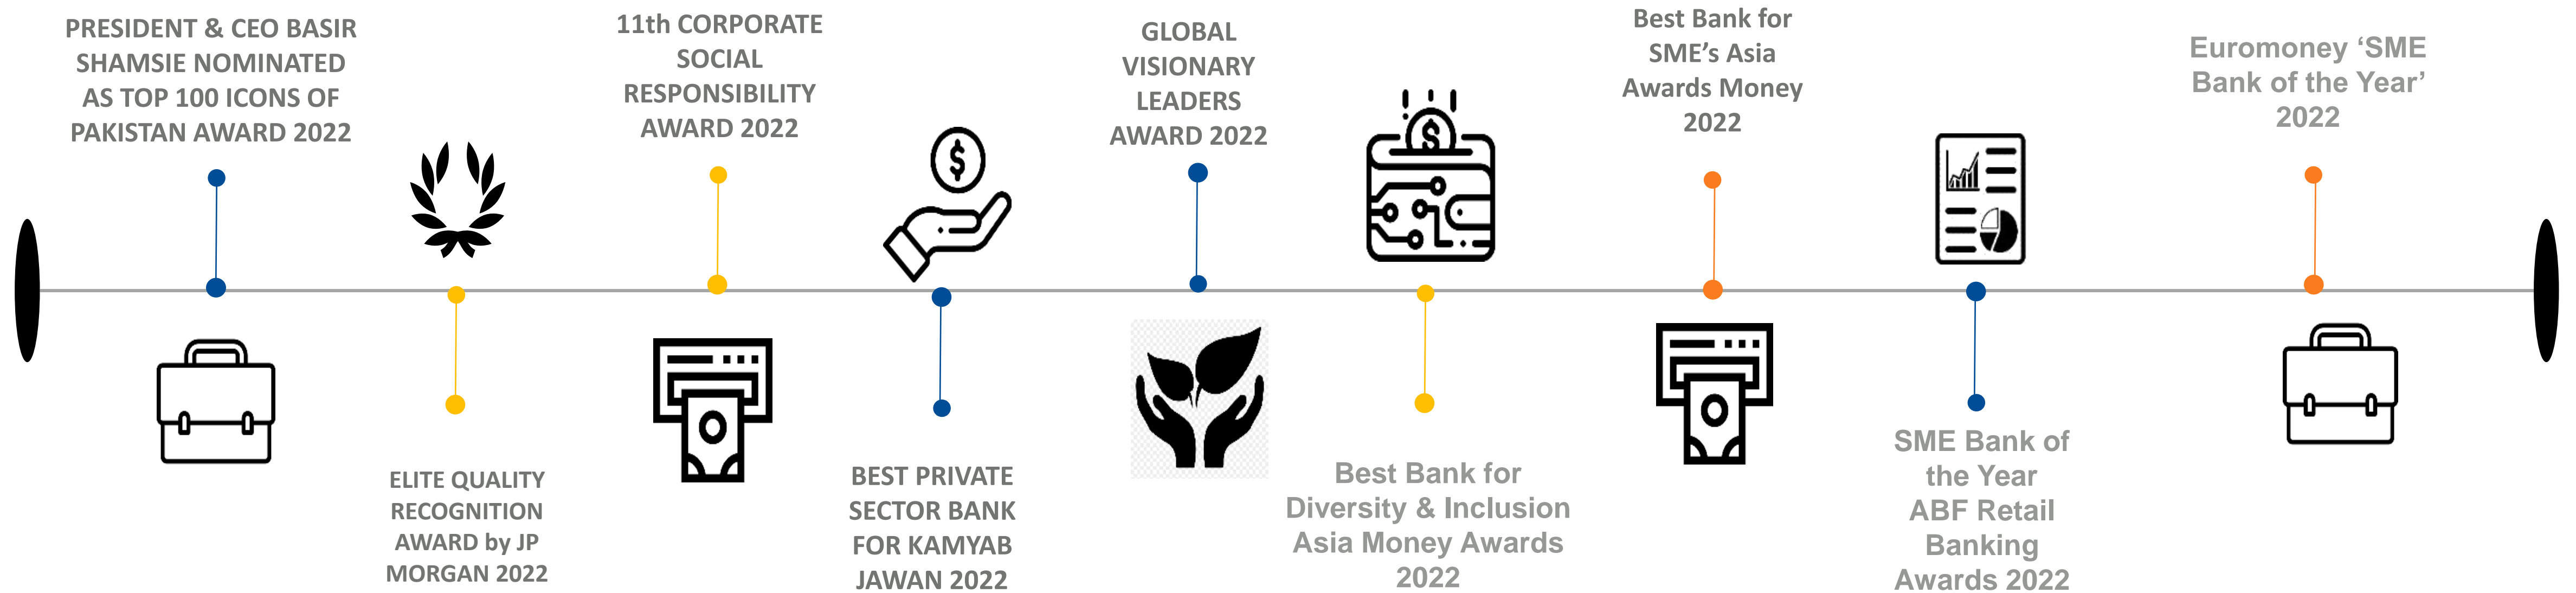 PRESIDENT & CEO BASIR
SHAMSIE NOMINATED
AS TOP 100 ICONS OF
PAKISTAN AWARD 2022
ELITE QUALITY
RECOGNITION
AWARD by JP
MORGAN 2022
11th CORPORATE
SOCIAL
RESPONSIBILITY
AWARD 2022
BEST PRIVATE
SECTOR BANK
FOR KAMYAB
JAWAN 2022
GLOBAL
VISIONARY
LEADERS
AWARD 2022
Best Bank for
Diversity & Inclusion
Asia Money Awards
2022
Best Bank for
SME’s Asia
Awards Money
2022
SME Bank of
the Year
ABF Retail
Banking
Awards 2022
Euromoney ‘SME
Bank of the Year’
2022